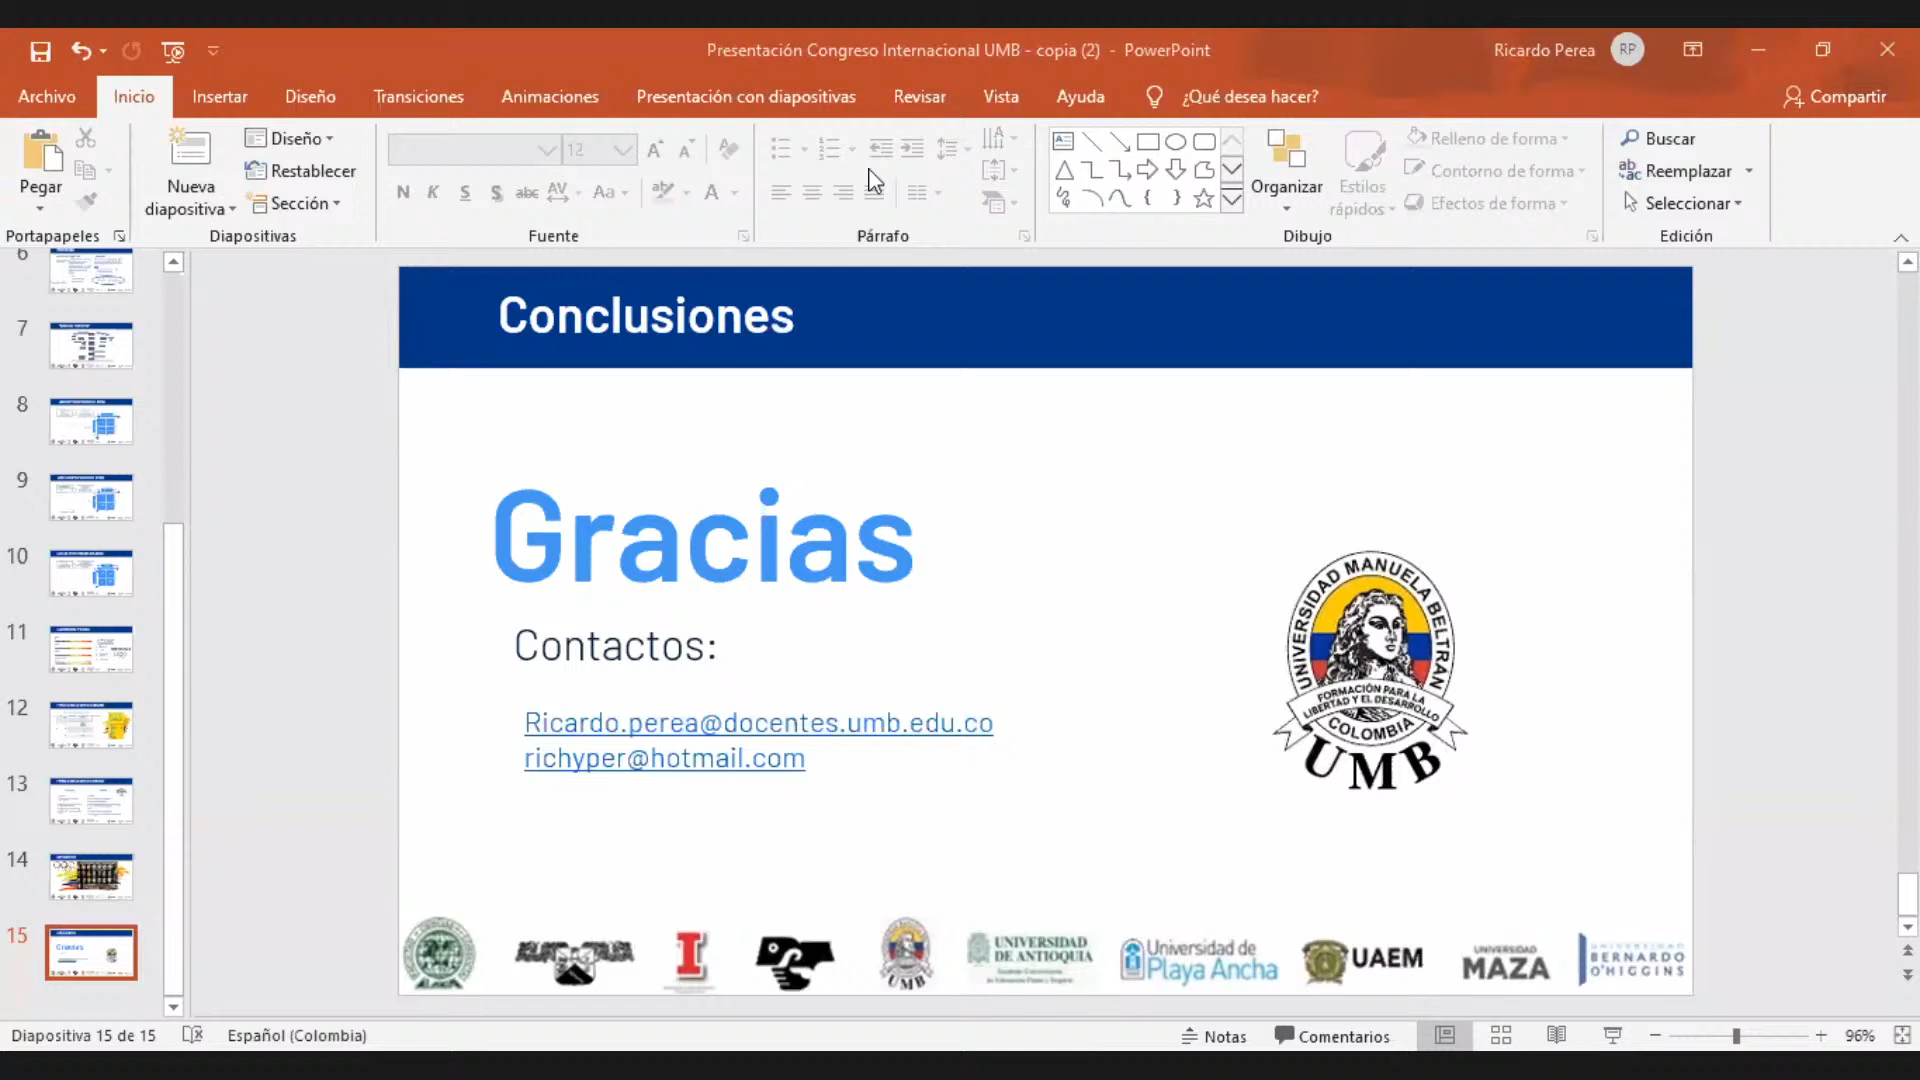 Presentación Congreso Internacional UMB - copia (2) - PowerPoint
Ricardo Perea
RP
Archivo
Inicio
Insertar
Diseño
Transiciones
Animaciones
Presentación con diapositivas
Revisar
Vista
Ayuda
¿Qué desea hacer?
Compartir
Pegar
Portapapeles
Nueva
diapositiva
Diseño
Restablecer
Sección
Diapositivas
12
Fuente
Párrafo
Organizar
Estilos
rápidos
Relleno de forma
Contorno de forma
Efectos de forma
Dibujo
Buscar
Reemplazar
Seleccionar
Edición
6
7
8
9
10
11
12
13
14
15
Conclusiones
Gracias
Contactos:
Ricardo.perea@docentes.umb.edu.co
richyper@hotmail.com
UNIVERSIDAD MANUELA BELTRAN
FORMACIÓN PARA LA
LIBERTAD Y EL DESARROLLO
COLOMBIA
UMB
UMB
UNIVERSIDAD
DE ANTIOQUIA
Universidad de
Playa Ancha
UAEM
UNIVERSIDAD
MAZA
UNIVERSIDAD
BERNARDO
O'HIGGINS
Diapositiva 15 de 15
Español (Colombia)
Notas
Comentarios
96%